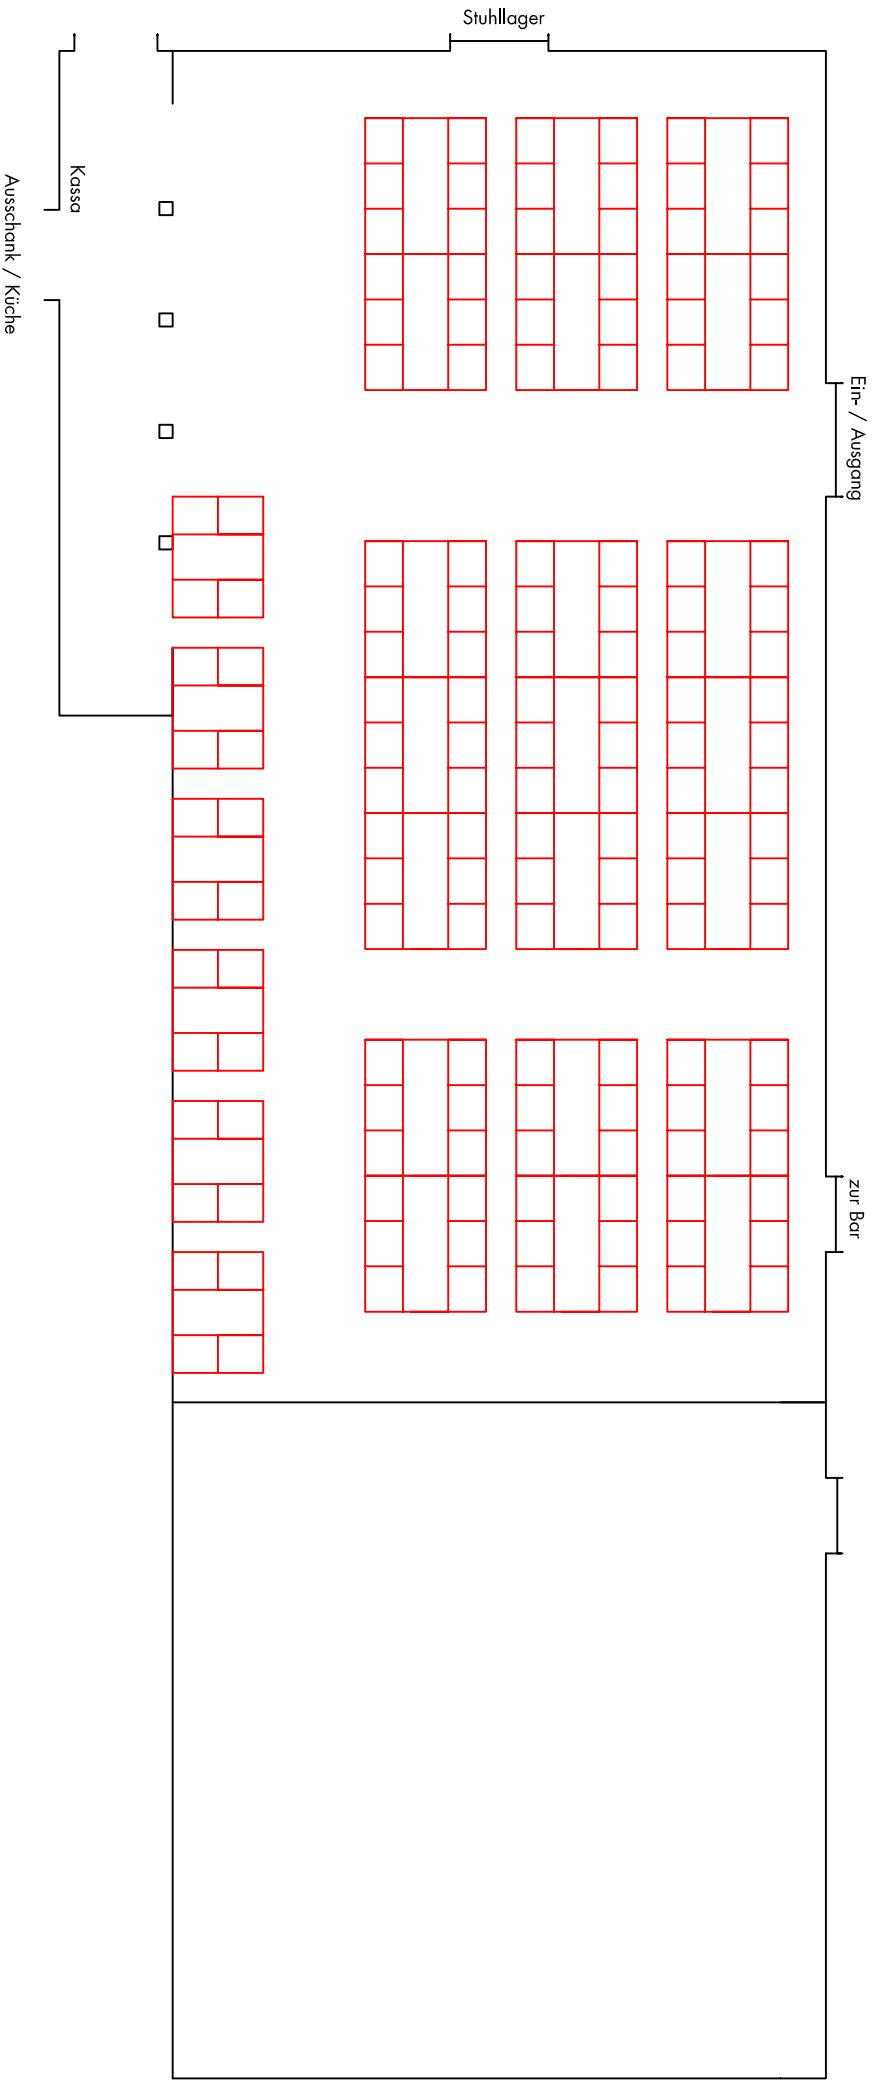 Stuhllager
Kassa
Ausschank / Küche
Ein- / Ausgang
zur Bar